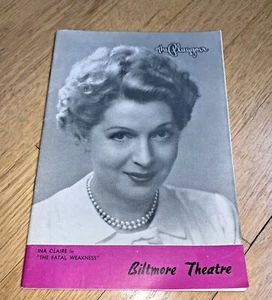 the Playgoer
INA CLAIRE in
"THE FATAL WEAKNESS"
Biltmore Theatre